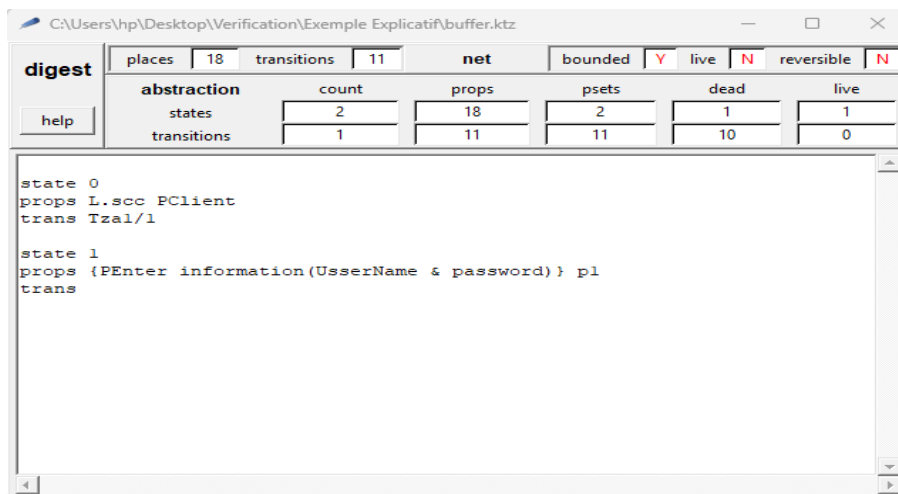 C:\Users\hp\Desktop\Verification\Exemple Explicatif\buffer.ktz
digest places 18 transitions 11 net bounded Y live N reversible N
abstraction count props psets dead live
help states 2 18 2 1 1
transitions 1 11 11 10 0
state 0
props L.scc PClient
trans Tza1/1
state 1
props {PEnter information(UsserName & password)} p1
trans